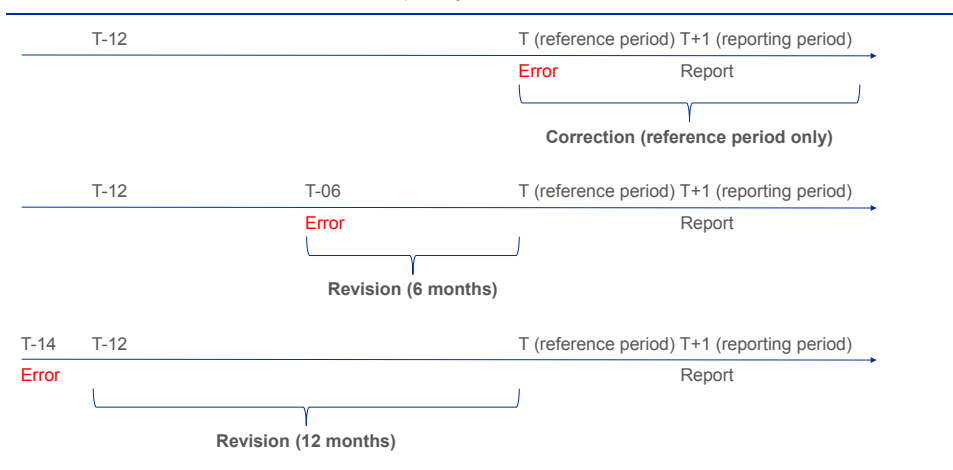 T-12 T (reference period) T+1 (reporting period)
Error Report
Correction (reference period only)
T-12 T-06 T (reference period) T+1 (reporting period)
Error Report
Revision (6 months)
T-14 T-12 T (reference period) T+1 (reporting period)
Error Report
Revision (12 months)